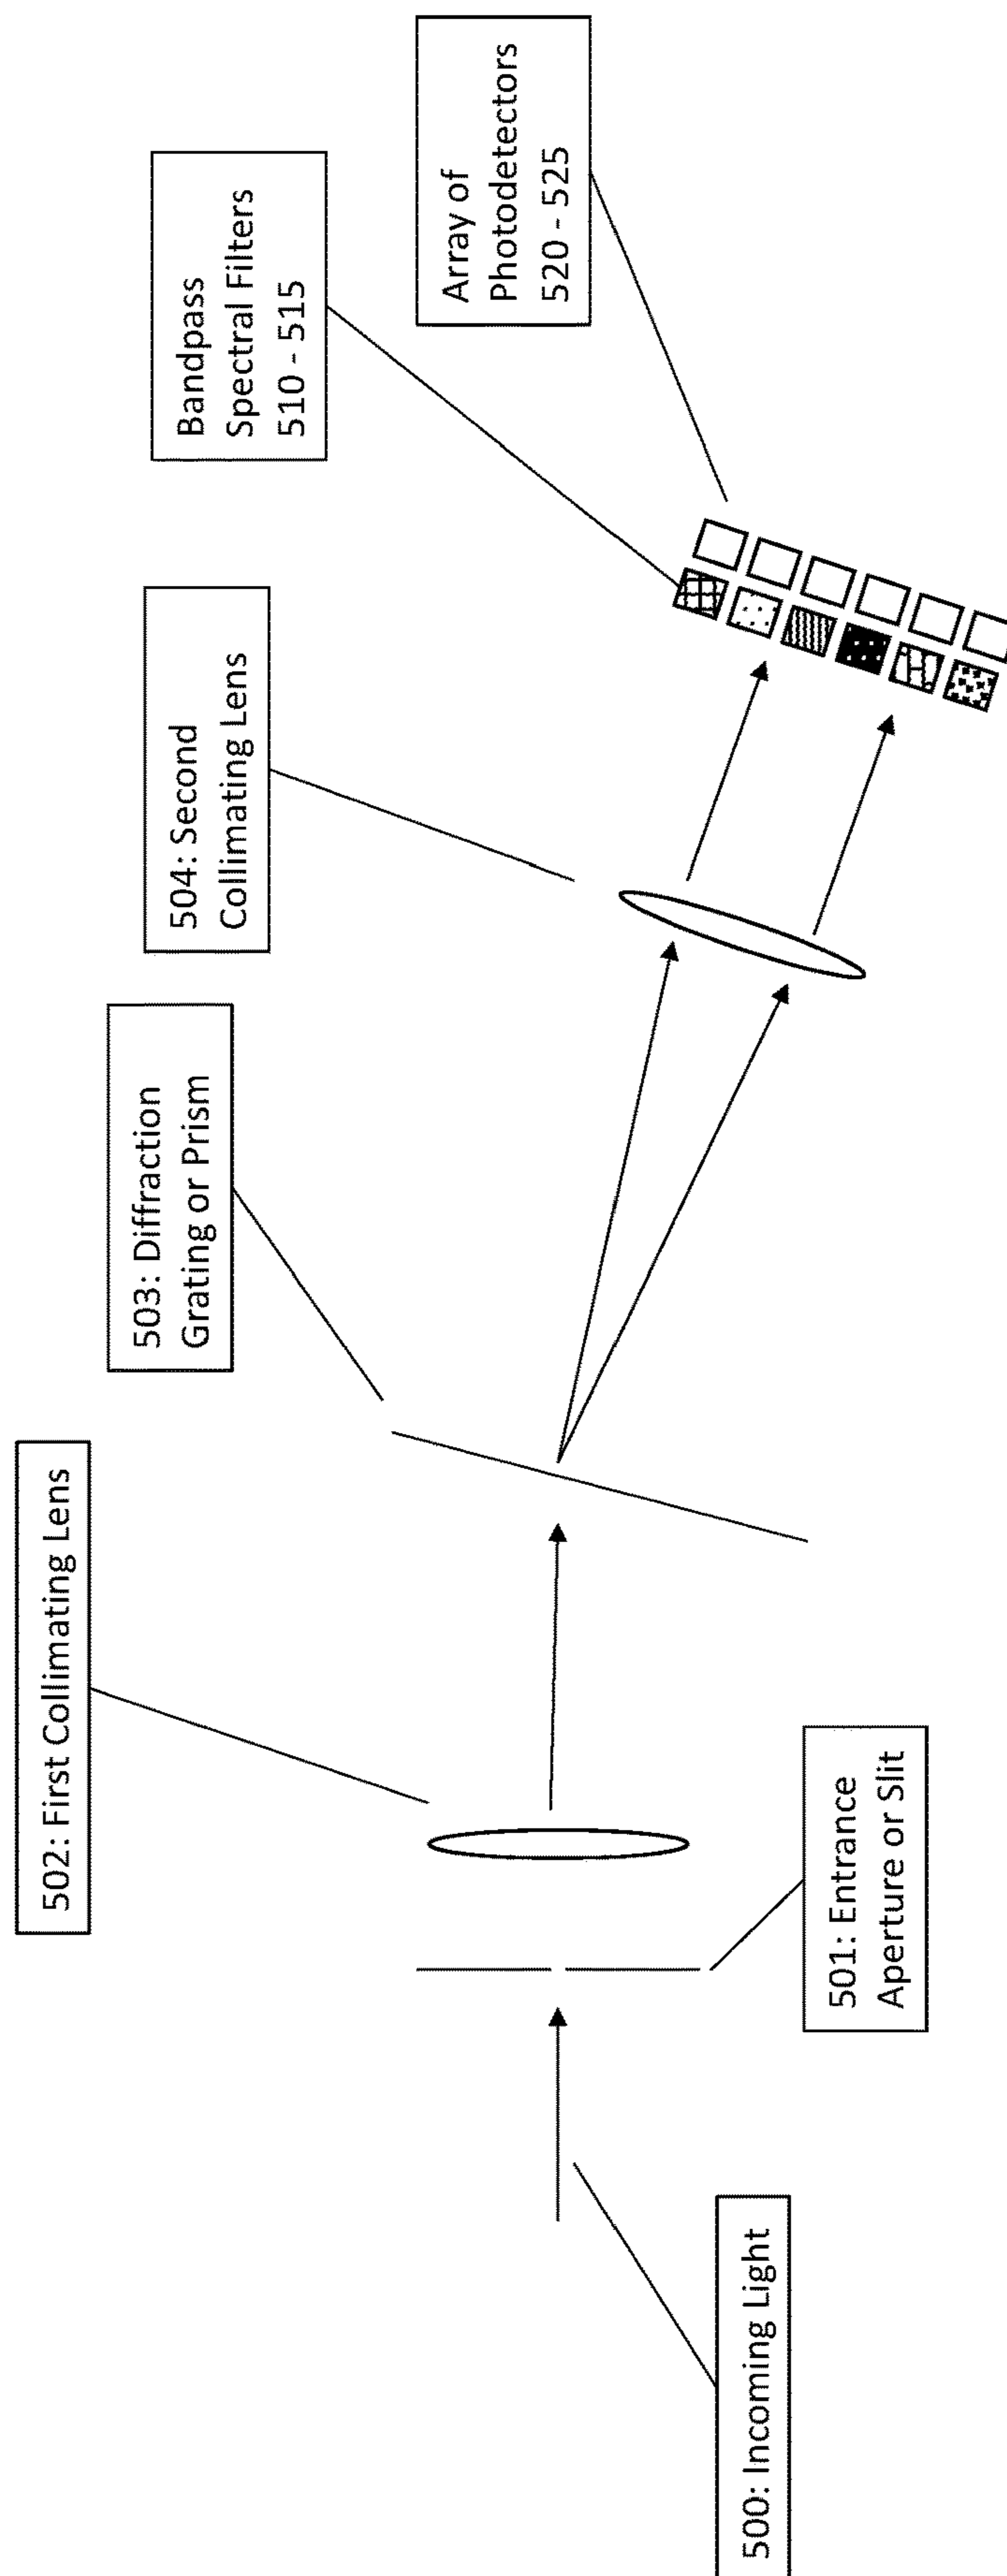 500: Incoming Light
501: Entrance
Aperture or Slit
502: First Collimating Lens
503: Diffraction
Grating or Prism
504: Second
Collimating Lens
Bandpass
Spectral Filters
510 - 515
Array of
Photodetectors
520 - 525